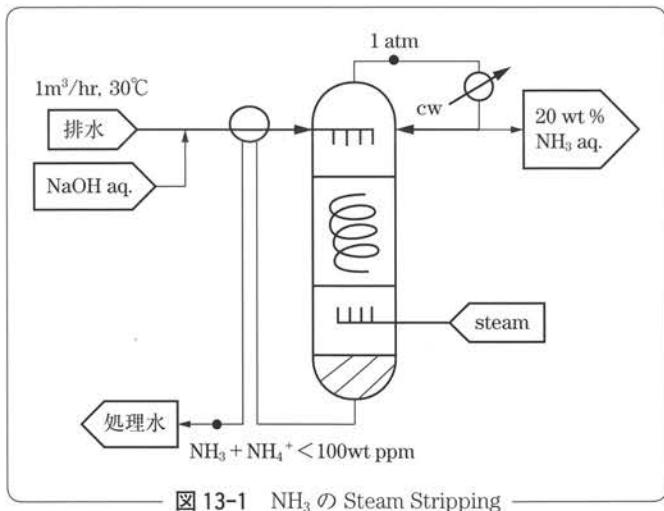 1 atm
1m³/hr, 30℃
排水
cw
20 wt %
NH₃ aq.
NaOH aq.
steam
処理水
NH₃＋NH₄⁺＜100wt ppm
図 13-1 NH₃ の Steam Stripping